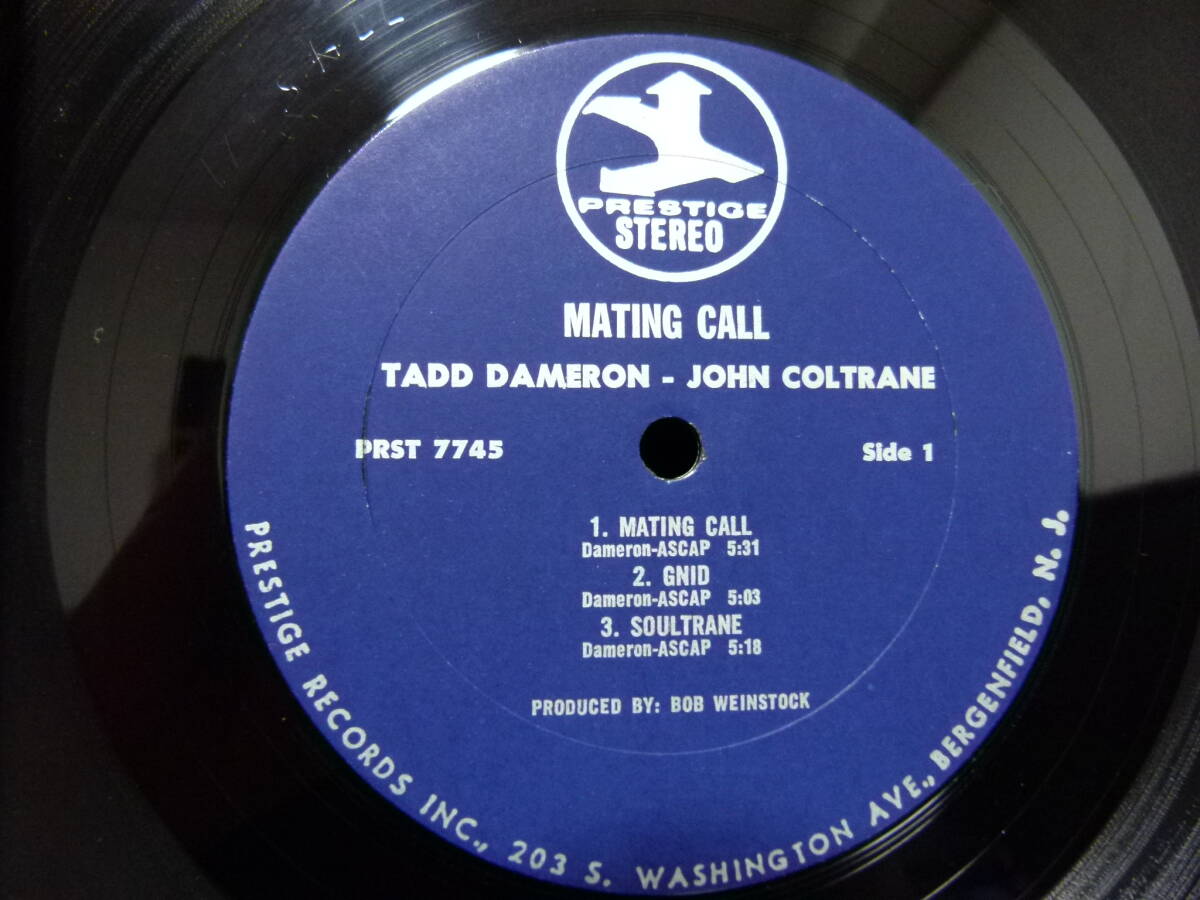 PRESTIGE
STEREO
MATING CALL
TADD DAMERON - JOHN COLTRANE
PRST 7745
Side 1
1. MATING CALL
Dameron-ASCAP 5:31
2. GNID
Dameron-ASCAP 5:03
3. SOULTRANE
Dameron-ASCAP 5:18
PRODUCED BY: BOB WEINSTOCK
PRESTIGE RECORDS INC., 203 S. WASHINGTON AVE., BERGENFIELD, N. J.